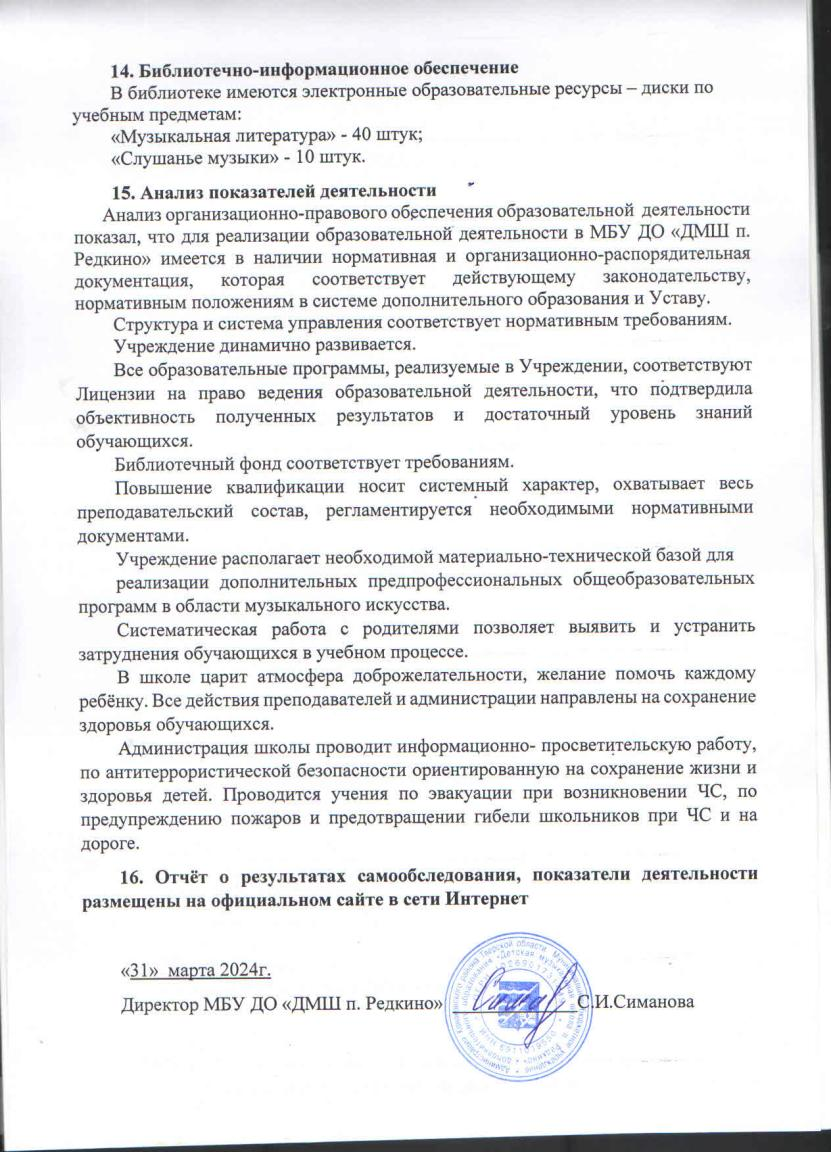 14. Библиотечно-информационное обеспечение
В библиотеке имеются электронные образовательные ресурсы – диски по
учебным предметам:
«Музыкальная литература» - 40 штук;
«Слушанье музыки» - 10 штук.
15. Анализ показателей деятельности
Анализ организационно-правового обеспечения образовательной деятельности
показал, что для реализации образовательной деятельности в МБУ ДО «ДМШ п.
Редкино» имеется в наличии нормативная и организационно-распорядительная
документация, которая соответствует действующему законодательству,
нормативным положениям в системе дополнительного образования и Уставу.
Структура и система управления соответствует нормативным требованиям.
Учреждение динамично развивается.
Все образовательные программы, реализуемые в Учреждении, соответствуют
Лицензии на право ведения образовательной деятельности, что подтвердила
объективность полученных результатов и достаточный уровень знаний
обучающихся.
Библиотечный фонд соответствует требованиям.
Повышение квалификации носит системный характер, охватывает весь
преподавательский состав, регламентируется необходимыми нормативными
документами.
Учреждение располагает необходимой материально-технической базой для
реализации дополнительных предпрофессиональных общеобразовательных
программ в области музыкального искусства.
Систематическая работа с родителями позволяет выявить и устранить
затруднения обучающихся в учебном процессе.
В школе царит атмосфера доброжелательности, желание помочь каждому
ребёнку. Все действия преподавателей и администрации направлены на сохранение
здоровья обучающихся.
Администрация школы проводит информационно- просветительскую работу,
по антитеррористической безопасности ориентированную на сохранение жизни и
здоровья детей. Проводится учения по эвакуации при возникновении ЧС, по
предупреждению пожаров и предотвращении гибели школьников при ЧС и на
дороге.
16. Отчёт о результатах самообследования, показатели деятельности
размещены на официальном сайте в сети Интернет
«31» марта 2024г.
Директор МБУ ДО «ДМШ п. Редкино» С.И.Симанова